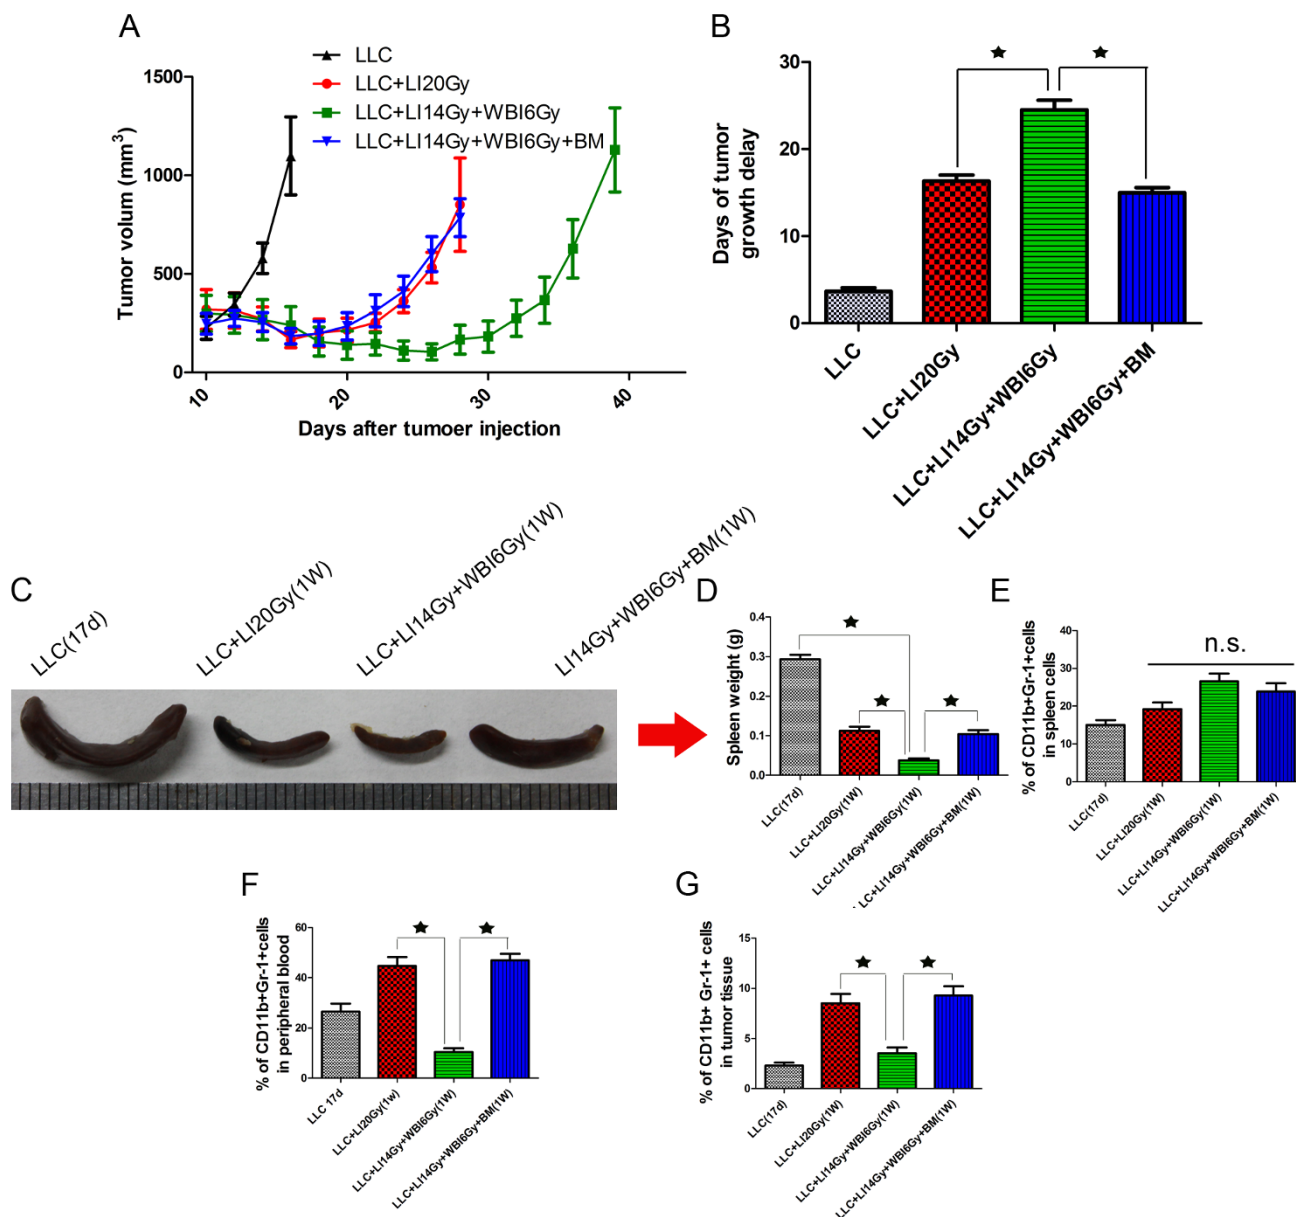 A
LLC
LLC+LI20Gy
LLC+LI14Gy+WBI6Gy
LLC+LI14Gy+WBI6Gy+BM
1500
1000
500
0
Tumor volum (mm³)
10
20
30
40
Days after tumoer injection
B
30
20
10
0
Days of tumor
growth delay
LLC
LLC+LI20Gy
LLC+LI14Gy+WBI6Gy
LLC+LI14Gy+WBI6Gy+BM
C
LLC(17d)
LLC+LI20Gy(1W)
LLC+LI14Gy+WBI6Gy(1W)
LI14Gy+WBI6Gy+BM(1W)
D
0.4
0.3
0.2
0.1
0.0
Spleen weight (g)
LLC(17d)
LLC+LI20Gy(1W)
LLC+LI14Gy+WBI6Gy(1W)
LLC+LI14Gy+WBI6Gy+BM(1W)
E
n.s.
40
30
20
10
0
% of CD11b+Gr-1+cells
in spleen cells
LLC(17d)
LLC+LI20Gy(1W)
LLC+LI14Gy+WBI6Gy(1W)
LLC+LI14Gy+WBI6Gy+BM(1W)
F
60
40
20
0
% of CD11b+Gr-1+cells
in peripheral blood
LLC 17d
LLC+LI20Gy(1w)
LLC+LI14Gy+WBI6Gy(1W)
LLC+LI14Gy+WBI6Gy+BM(1W)
G
15
10
5
0
% of CD11b+ Gr-1+ cells
in tumor tissue
LLC(17d)
LLC+LI20Gy(1W)
LLC+LI14Gy+WBI6Gy(1W)
LLC+LI14Gy+WBI6Gy+BM(1W)